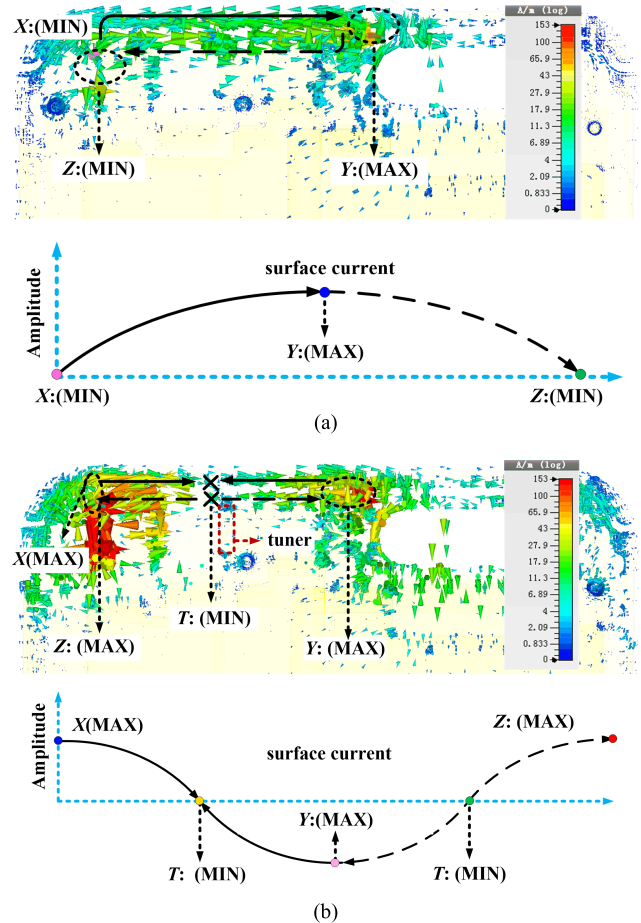 A/m (log)
153
100
65
43
27.9
17.9
11.3
6.89
4
2.09
0.833
0
X:(MIN)
Z:(MIN)
Y:(MAX)
Amplitude
surface current
Y:(MAX)
X:(MIN)
Z:(MIN)
(a)
A/m (log)
153
100
65
43
27.9
17.9
11.3
6.89
4
2.09
0.833
0
X(MAX)
tuner
T: (MIN)
Z: (MAX)
Y: (MAX)
Amplitude
X(MAX)
Z: (MAX)
surface current
Y:(MAX)
T: (MIN)
T: (MIN)
(b)